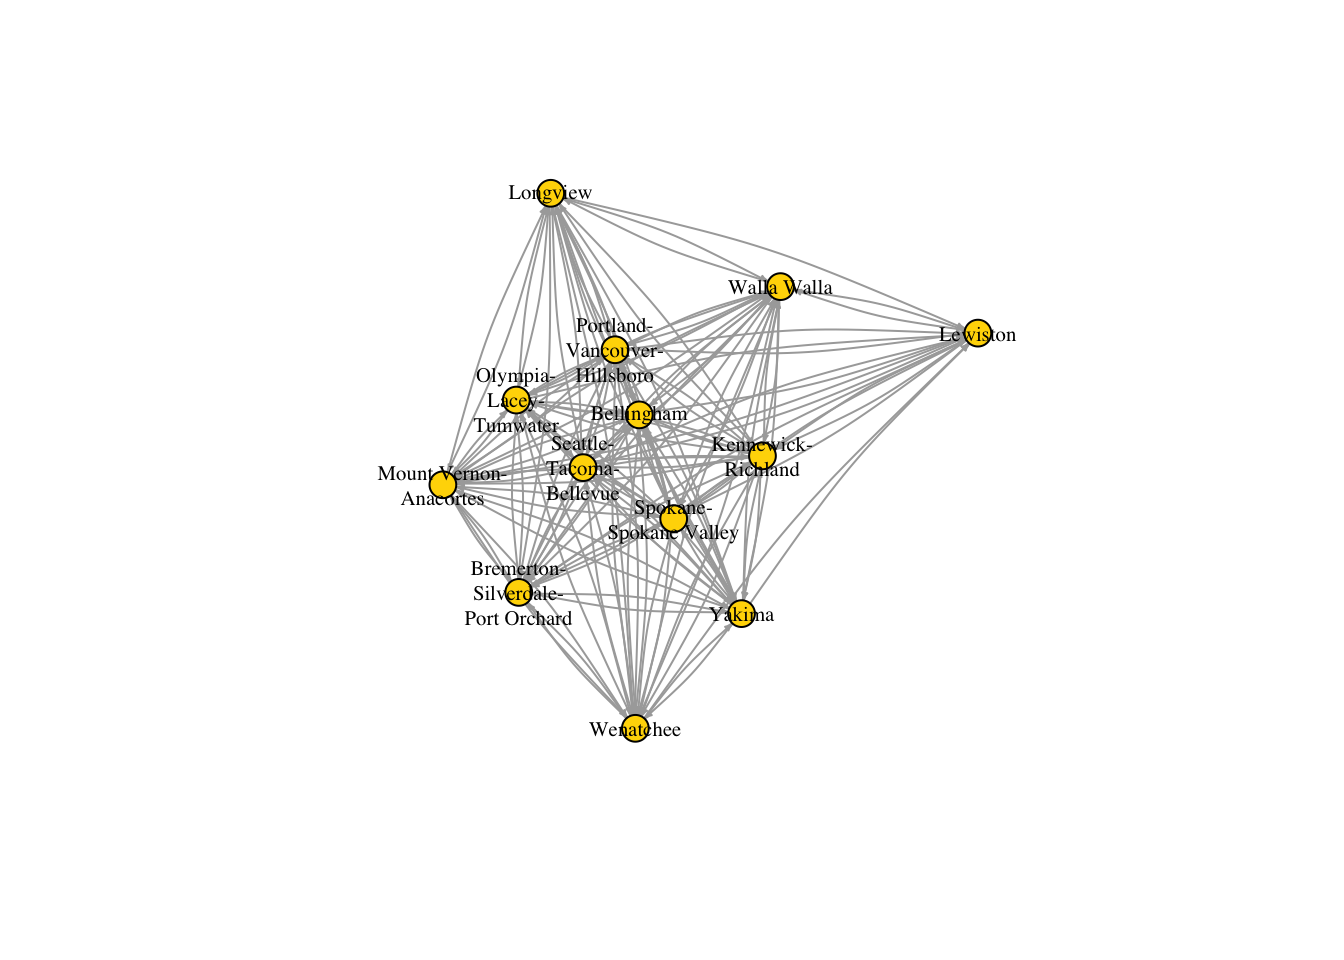 Longview
Walla Walla
Portland-
Vancouver-
Hillsboro
Lewiston
Olympia-
Lacey-
Tumwater
Bellingham
Seattle-
Tacoma-
Bellevue
Kennewick-
Richland
Mount Vernon-
Anacortes
Spokane-
Spokane Valley
Bremerton-
Silverdale-
Port Orchard
Yakima
Wenatchee